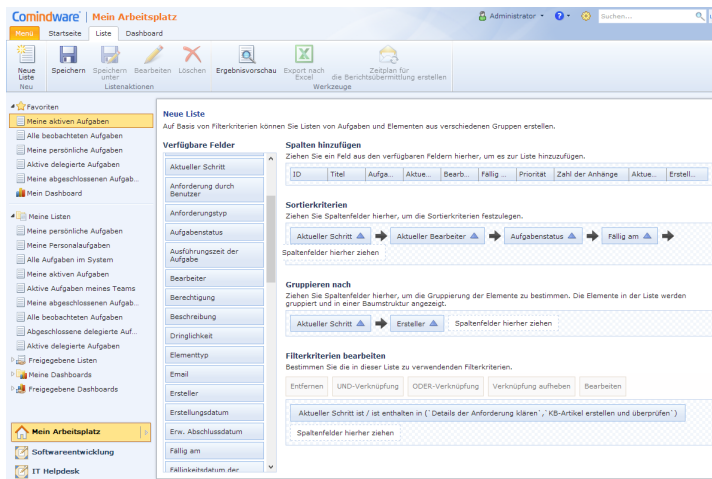 Comindware® | Mein Arbeitsplatz
Administrator
Suchen...
Menü Startseite Liste Dashboard
Neue Liste
Speichern
Speichern unter
Bearbeiten
Löschen
Ergebnisvorschau
Export nach Excel
Zeitplan für die Berichtsübermittlung erstellen
Neu
Listenaktionen
Werkzeuge
Favoriten
Meine aktiven Aufgaben
Alle beobachteten Aufgaben
Meine persönliche Aufgaben
Aktive delegierte Aufgaben
Meine abgeschlossenen Aufgab...
Mein Dashboard
Meine Listen
Meine persönliche Aufgaben
Meine Personalaufgaben
Alle Aufgaben im System
Meine aktiven Aufgaben
Aktive Aufgaben meines Teams
Meine abgeschlossenen Aufgab...
Alle beobachteten Aufgaben
Abgeschlossene delegierte Auf...
Aktive delegierte Aufgaben
Freigegebene Listen
Meine Dashboards
Freigegebene Dashboards
Mein Arbeitsplatz
Softwareentwicklung
IT Helpdesk
Neue Liste
Auf Basis von Filterkriterien können Sie Listen von Aufgaben und Elementen aus verschiedenen Gruppen erstellen.
Verfügbare Felder
Aktueller Schritt
Anforderung durch
Benutzer
Anforderungstyp
Aufgabenstatus
Ausführungszeit der
Aufgabe
Bearbeiter
Berechtigung
Beschreibung
Dringlichkeit
Elementtyp
Email
Ersteller
Erstellungsdatum
Erw. Abschlussdatum
Fällig am
Fälligkeitsdatum der
Spalten hinzufügen
Ziehen Sie ein Feld aus den verfügbaren Feldern hierher, um es zur Liste hinzuzufügen.
ID Titel Aufga... Aktue... Bearb... Fällig ... Priorität Zahl der Anhänge Aktue... Erstell...
Sortierkriterien
Ziehen Sie Spaltenfelder hierher, um die Sortierkriterien festzulegen.
Aktueller Schritt Aktueller Bearbeiter Aufgabenstatus Fällig am
Spaltenfelder hierher ziehen
Gruppieren nach
Ziehen Sie Spaltenfelder hierher, um die Gruppierung der Elemente zu bestimmen. Die Elemente in der Liste werden
gruppiert und in einer Baumstruktur angezeigt.
Aktueller Schritt Ersteller Spaltenfelder hierher ziehen
Filterkriterien bearbeiten
Bestimmen Sie die in dieser Liste zu verwendenden Filterkriterien.
Entfernen UND-Verknüpfung ODER-Verknüpfung Verknüpfung aufheben Bearbeiten
Aktueller Schritt ist / ist enthalten in (`Details der Anforderung klären`,`KB-Artikel erstellen und überprüfen`)
Spaltenfelder hierher ziehen